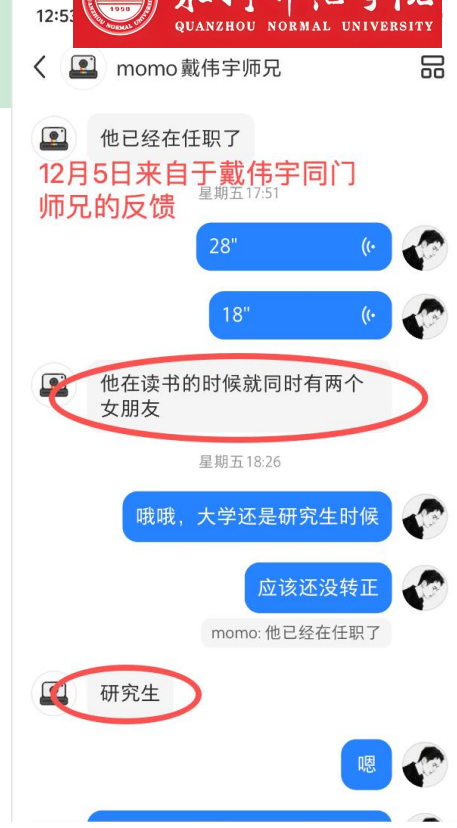 12:53
1958
QUANZHOU NORMAL UNIVERSITY
momo 戴伟宇师兄
他已经在任职了
12月5日来自于戴伟宇同门
师兄的反馈
星期五 17:51
28"
18"
他在读书的时候就同时有两个
女朋友
星期五 18:26
哦哦，大学还是研究生时候
应该还没转正
momo: 他已经在任职了
研究生
嗯